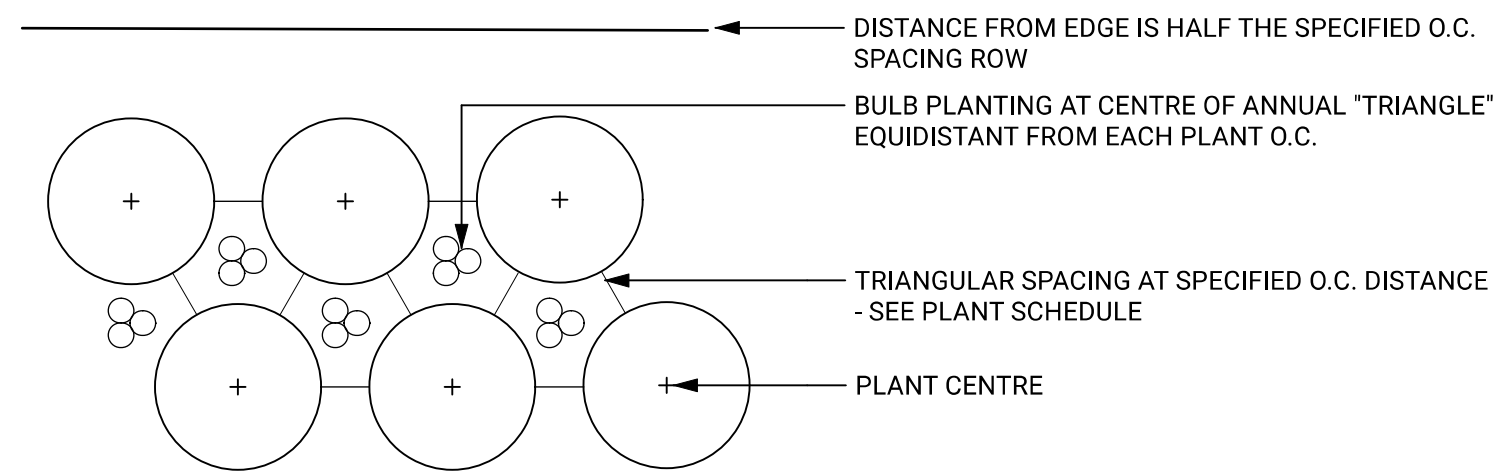 DISTANCE FROM EDGE IS HALF THE SPECIFIED O.C.
SPACING ROW
BULB PLANTING AT CENTRE OF ANNUAL "TRIANGLE"
EQUIDISTANT FROM EACH PLANT O.C.
TRIANGULAR SPACING AT SPECIFIED O.C. DISTANCE
- SEE PLANT SCHEDULE
PLANT CENTRE